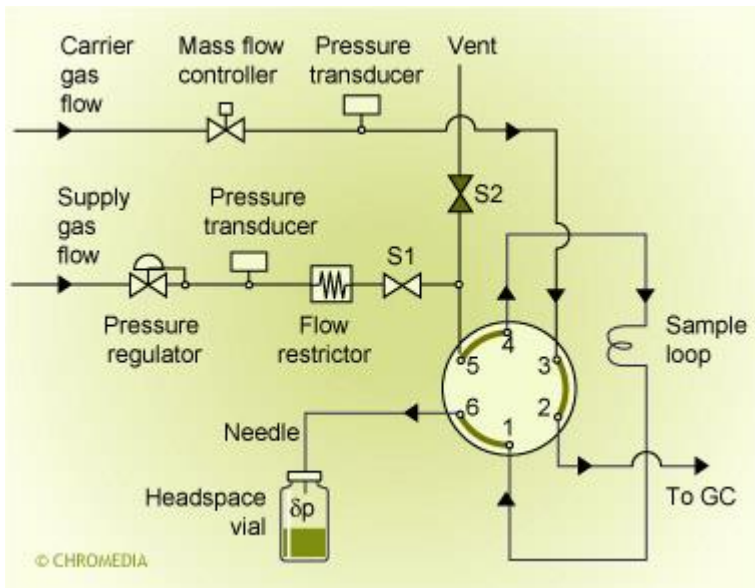 Carrier
gas
flow
Mass flow
controller
Pressure
transducer
Vent
Supply
gas
flow
Pressure
transducer
S1
S2
Pressure
regulator
Flow
restrictor
Sample
loop
5
4
3
6
1
2
Needle
Headspace
vial
δp
To GC
© CHROMEDIA